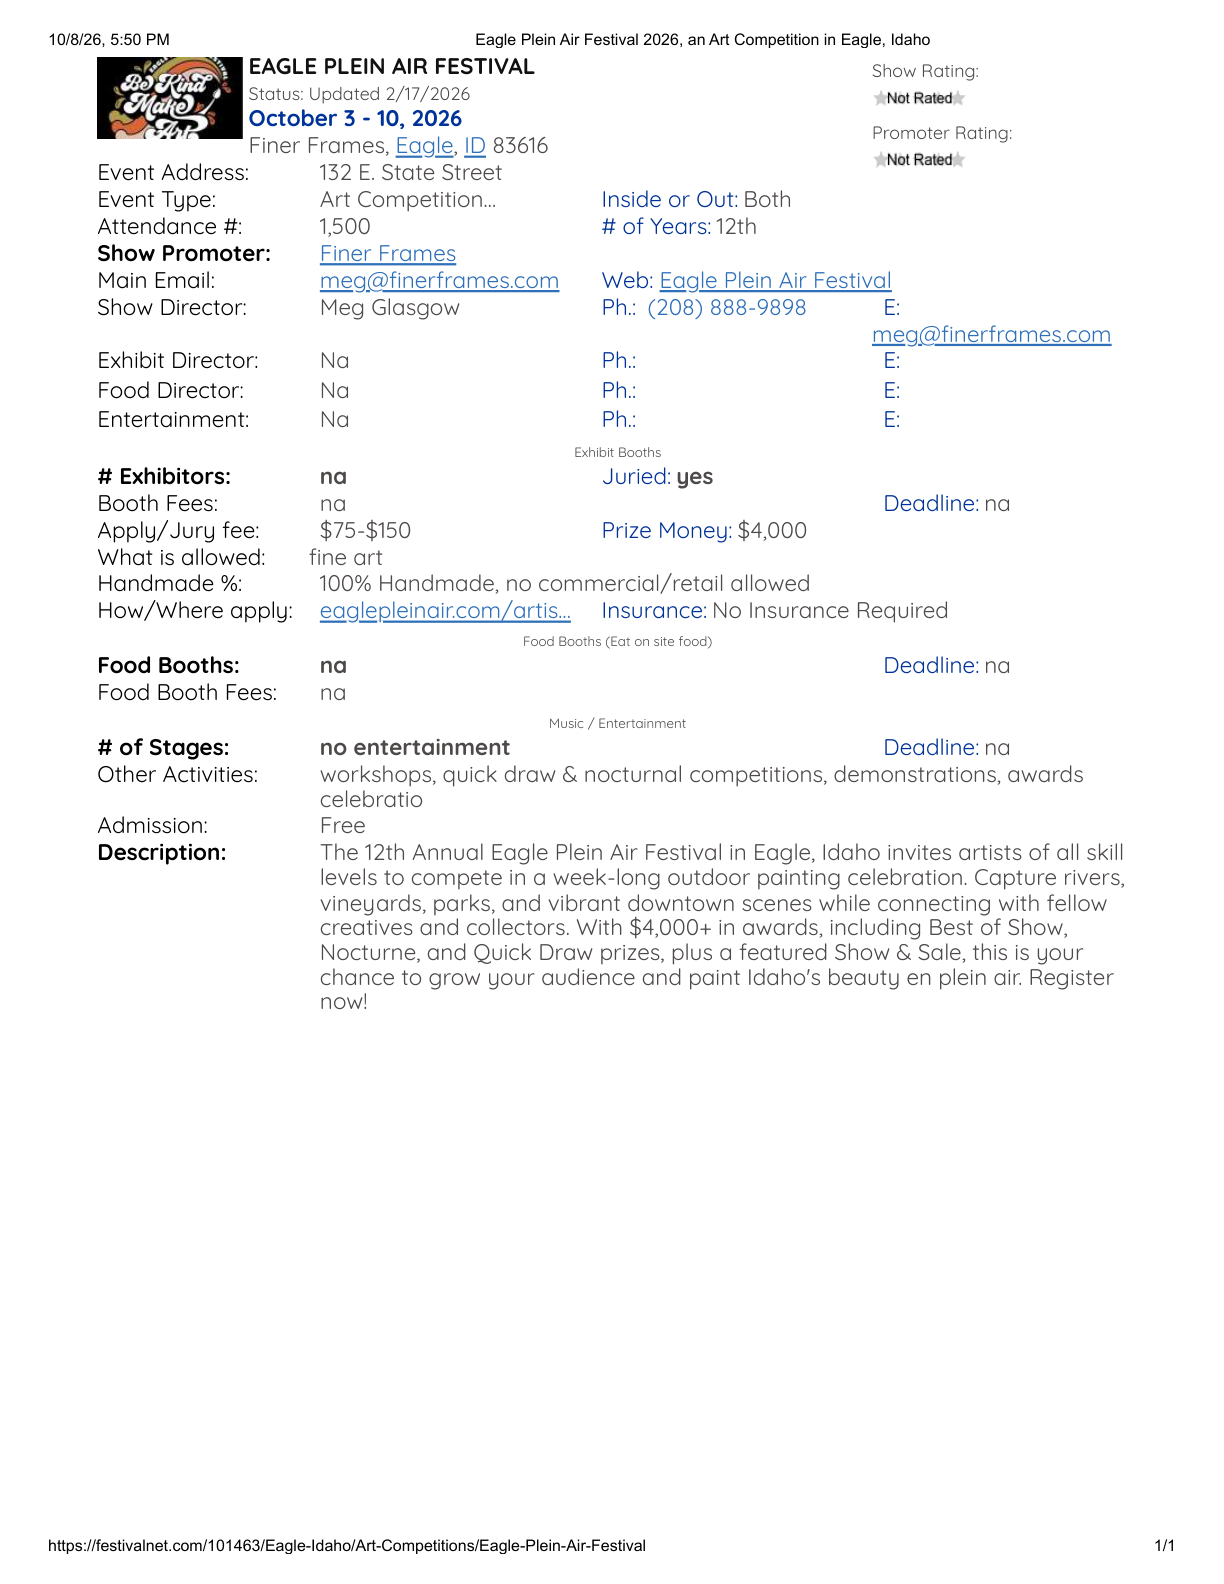 10/8/26, 5:50 PM Eagle Plein Air Festival 2026, an Art Competition in Eagle, Idaho
Be Kind
Make
Art
EAGLE PLEIN AIR FESTIVAL
Status: Updated 2/17/2026
October 3 - 10, 2026
Finer Frames, Eagle, ID 83616
Show Rating:
Not Rated
Promoter Rating:
Not Rated
Event Address: 132 E. State Street
Event Type: Art Competition... Inside or Out: Both
Attendance #: 1,500 # of Years: 12th
Show Promoter: Finer Frames
Main Email: meg@finerframes.com Web: Eagle Plein Air Festival
Show Director: Meg Glasgow Ph.: (208) 888-9898 E:
meg@finerframes.com
Exhibit Director: Na Ph.: E:
Food Director: Na Ph.: E:
Entertainment: Na Ph.: E:
Exhibit Booths
# Exhibitors: na Juried: yes
Booth Fees: na Deadline: na
Apply/Jury fee: $75-$150 Prize Money: $4,000
What is allowed: fine art
Handmade %: 100% Handmade, no commercial/retail allowed
How/Where apply: eaglepleinair.com/artis... Insurance: No Insurance Required
Food Booths (Eat on site food)
Food Booths: na Deadline: na
Food Booth Fees: na
Music / Entertainment
# of Stages: no entertainment Deadline: na
Other Activities: workshops, quick draw & nocturnal competitions, demonstrations, awards
celebratio
Admission: Free
Description: The 12th Annual Eagle Plein Air Festival in Eagle, Idaho invites artists of all skill
levels to compete in a week-long outdoor painting celebration. Capture rivers,
vineyards, parks, and vibrant downtown scenes while connecting with fellow
creatives and collectors. With $4,000+ in awards, including Best of Show,
Nocturne, and Quick Draw prizes, plus a featured Show & Sale, this is your
chance to grow your audience and paint Idaho's beauty en plein air. Register
now!
https://festivalnet.com/101463/Eagle-Idaho/Art-Competitions/Eagle-Plein-Air-Festival 1/1